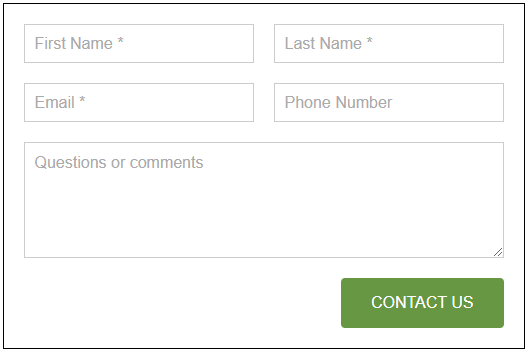 First Name *
Last Name *
Email *
Phone Number
Questions or comments
CONTACT US